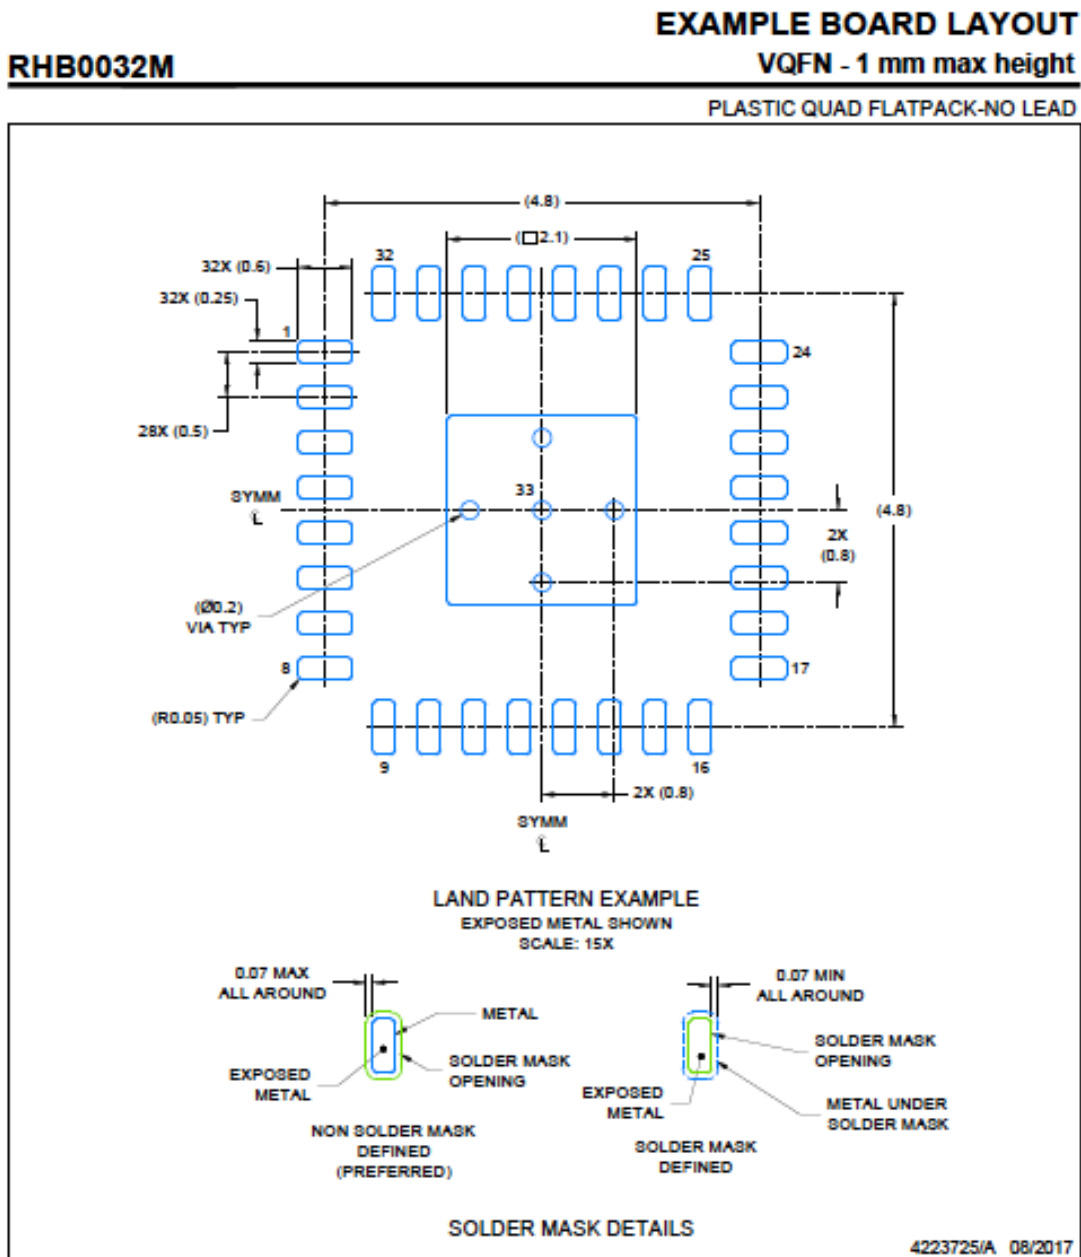 EXAMPLE BOARD LAYOUT
RHB0032M
VQFN - 1 mm max height
PLASTIC QUAD FLATPACK-NO LEAD
(4.8)
(□2.1)
32
25
32X (0.6)
32X (0.25)
1
24
28X (0.5)
33
SYMM
℄
(4.8)
2X
(0.8)
(Ø0.2)
VIA TYP
8
17
(R0.05) TYP
9
16
2X (0.8)
SYMM
℄
LAND PATTERN EXAMPLE
EXPOSED METAL SHOWN
SCALE: 15X
0.07 MAX
ALL AROUND
METAL
SOLDER MASK
OPENING
EXPOSED
METAL
NON SOLDER MASK
DEFINED
(PREFERRED)
0.07 MIN
ALL AROUND
SOLDER MASK
OPENING
EXPOSED
METAL
METAL UNDER
SOLDER MASK
SOLDER MASK
DEFINED
SOLDER MASK DETAILS
4223725/A 08/2017